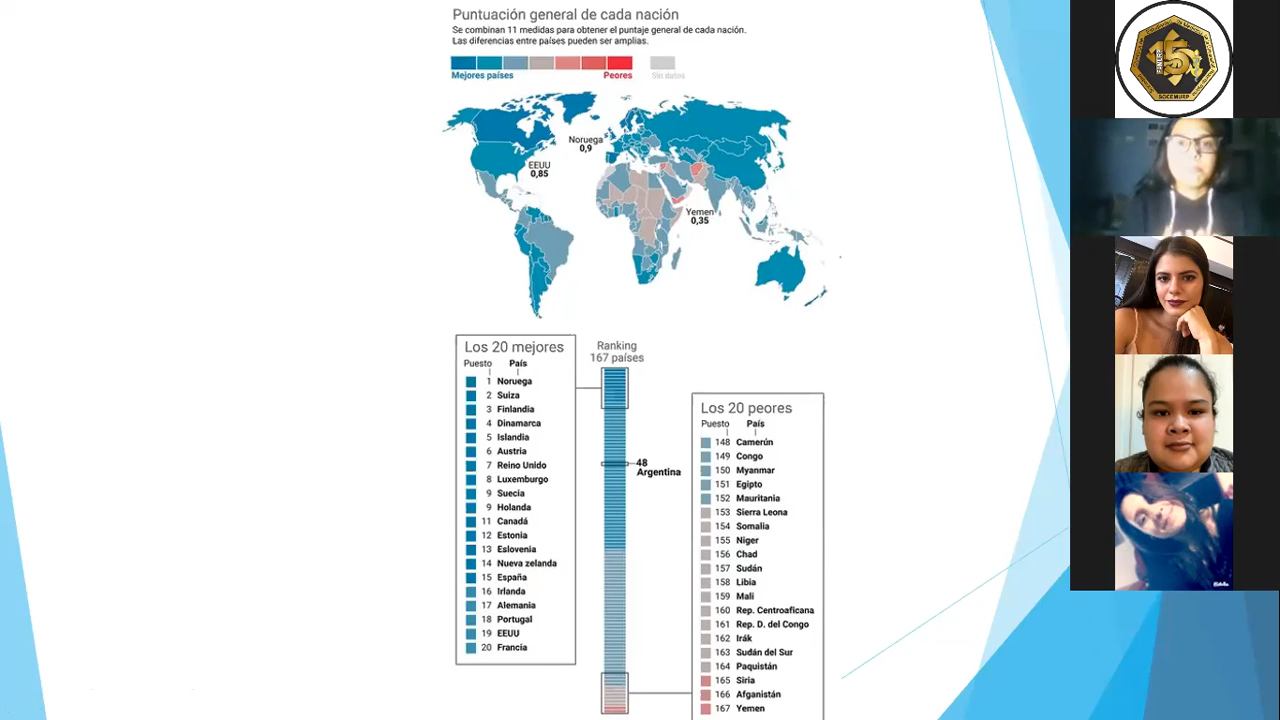 Puntuación general de cada nación
Se combinan 11 medidas para obtener el puntaje general de cada nación.
Las diferencias entre países pueden ser amplias.
Mejores países
Peores
Sin datos
Noruega
0,9
EEUU
0,85
Yemen
0,35
Los 20 mejores
Puesto País
1 Noruega
2 Suiza
3 Finlandia
4 Dinamarca
5 Islandia
6 Austria
7 Reino Unido
8 Luxemburgo
9 Suecia
9 Holanda
11 Canadá
12 Estonia
13 Eslovenia
14 Nueva zelanda
15 España
16 Irlanda
17 Alemania
18 Portugal
19 EEUU
20 Francia
Ranking
167 países
48
Argentina
Los 20 peores
Puesto País
148 Camerún
149 Congo
150 Myanmar
151 Egipto
152 Mauritania
153 Sierra Leona
154 Somalia
155 Niger
156 Chad
157 Sudán
158 Libia
159 Mali
160 Rep. Centroaficana
161 Rep. D. del Congo
162 Irák
163 Sudán del Sur
164 Paquistán
165 Siria
166 Afganistán
167 Yemen
15
SOCEMURP